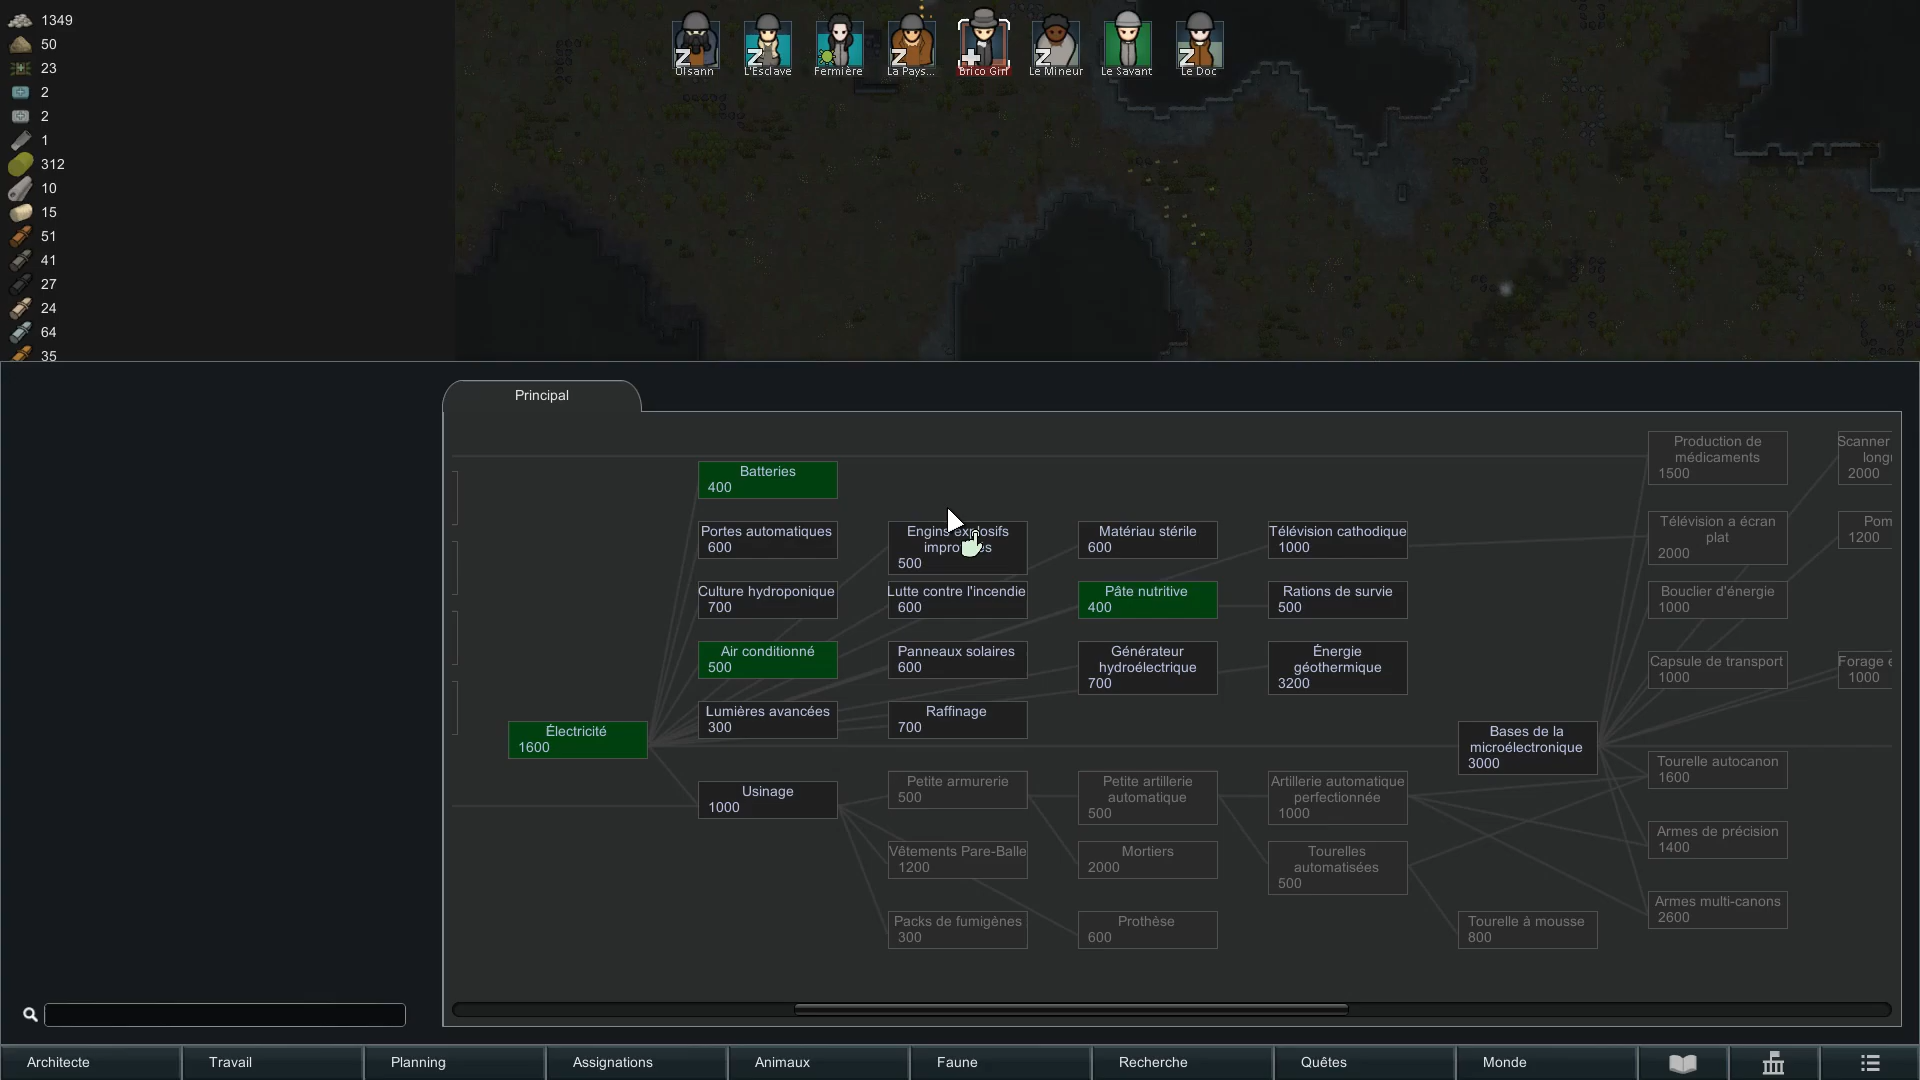 1349
50
23
2
2
1
312
10
15
51
41
27
24
64
35
Z
Z
Z
Z
Z
Olsann
L'Esclave
Fermière
La Pays...
Brico Girl
Le Mineur
Le Savant
Le Doc
Principal
Batteries
400
Portes automatiques
600
Culture hydroponique
700
Air conditionné
500
Lumières avancées
300
Électricité
1600
Usinage
1000
Engins explosifs
500
Lutte contre l'incendie
600
Panneaux solaires
600
Raffinage
700
Petite armurerie
500
Vêtements Pare-Balle
1200
Packs de fumigènes
300
Matériau stérile
600
Pâte nutritive
400
Générateur
hydroélectrique
700
Petite artillerie
automatique
500
Mortiers
2000
Prothèse
600
Télévision cathodique
1000
Rations de survie
500
Énergie
géothermique
3200
Artillerie automatique
perfectionnée
1000
Tourelles
automatisées
500
Bases de la
microélectronique
3000
Tourelle à mousse
800
Production de
médicaments
1500
Télévision a écran
plat
2000
Bouclier d'énergie
1000
Capsule de transport
1000
Tourelle autocanon
1600
Armes de précision
1400
Armes multi-canons
2600
Scanner
long
2000
Pom
1200
Forage
1000
Architecte
Travail
Planning
Assignations
Animaux
Faune
Recherche
Quêtes
Monde